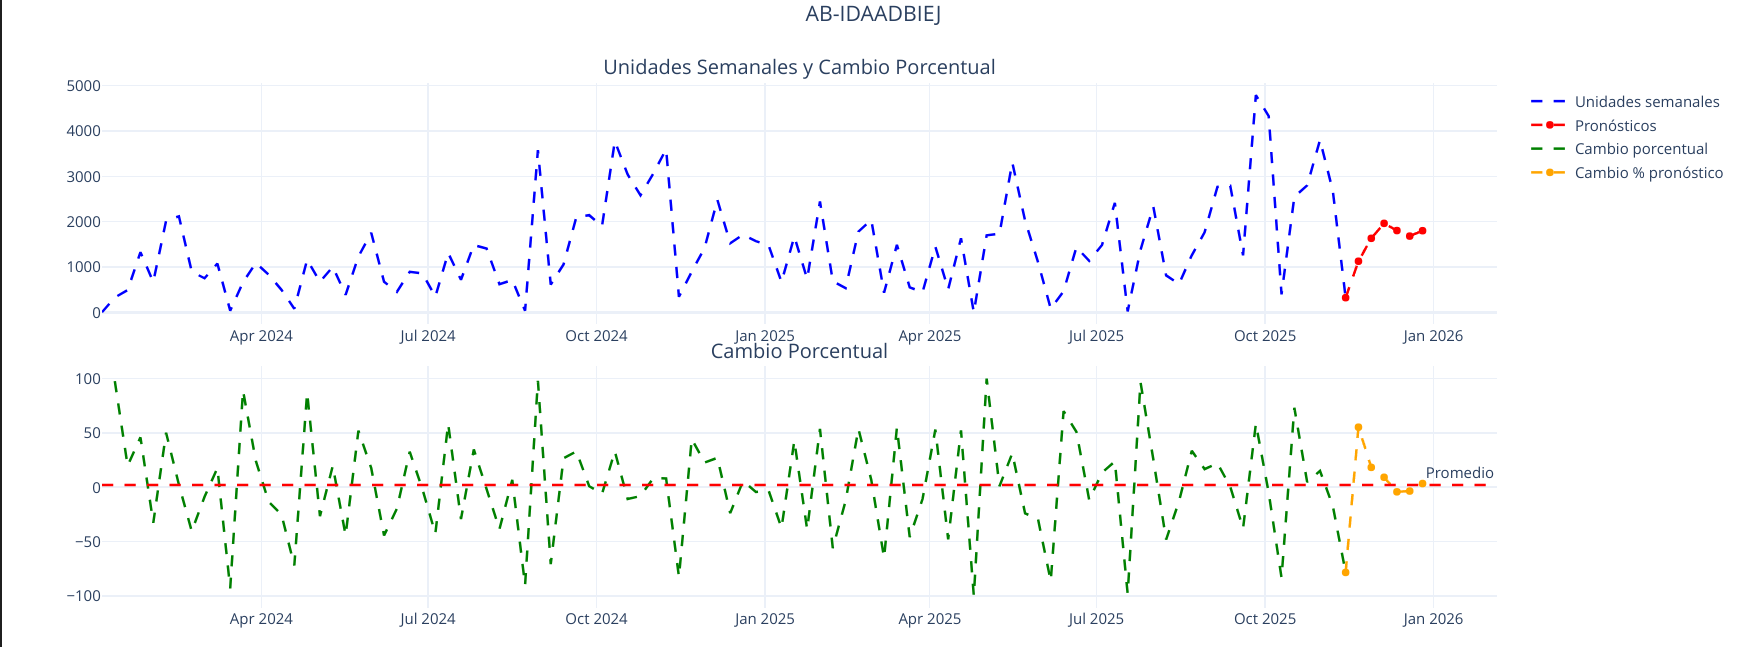 AB-IDAADBIEJ
Unidades Semanales y Cambio Porcentual
5000
4000
3000
2000
1000
0
Apr 2024
Jul 2024
Oct 2024
Jan 2025
Apr 2025
Jul 2025
Oct 2025
Jan 2026
Unidades semanales
Pronósticos
Cambio porcentual
Cambio % pronóstico
Cambio Porcentual
100
50
0
−50
−100
Promedio
Apr 2024
Jul 2024
Oct 2024
Jan 2025
Apr 2025
Jul 2025
Oct 2025
Jan 2026